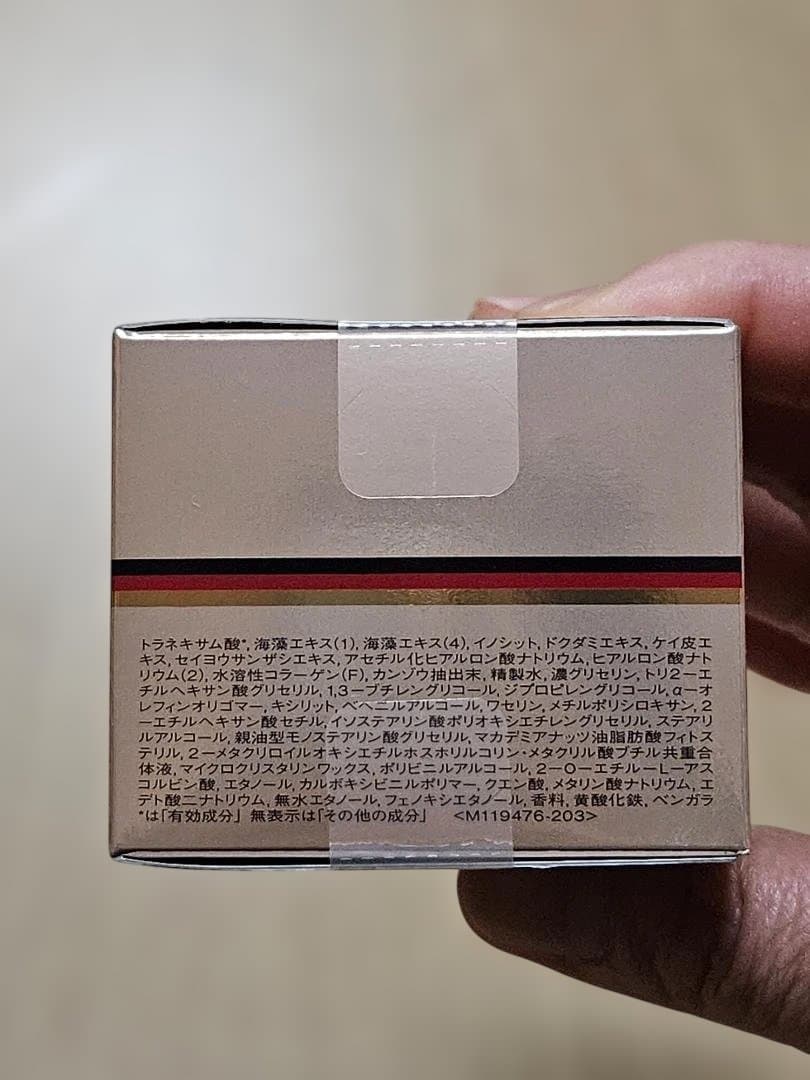 トラネキサム酸*, 海藻エキス(1), 海藻エキス(4), イノシット, ドクダミエキス, ケイ皮エ
キス, セイヨウサンザシエキス, アセチル化ヒアルロン酸ナトリウム, ヒアルロン酸ナト
リウム(2), 水溶性コラーゲン(F), カンゾウ抽出末, 精製水, 濃グリセリン, トリ2ーエ
チルヘキサン酸グリセリル, 1,3ーブチレングリコール, ジプロピレングリコール, αーオ
レフィンオリゴマー, キシリット, ベヘニルアルコール, ワセリン, メチルポリシロキサン, 2
ーエチルヘキサン酸セチル, イソステアリン酸ポリオキシエチレングリセリル, ステアリ
ルアルコール, 親油型モノステアリン酸グリセリル, マカデミアナッツ油脂肪酸フィトス
テリル, 2ーメタクリロイルオキシエチルホスホリルコリン・メタクリル酸ブチル共重合
体液, マイクロクリスタリンワックス, ポリビニルアルコール, 2ーOーエチルーLーアス
コルビン酸, エタノール, カルボキシビニルポリマー, クエン酸, メタリン酸ナトリウム, エ
デト酸二ナトリウム, 無水エタノール, フェノキシエタノール, 香料, 黄酸化鉄, ベンガラ
*は「有効成分」 無表示は「その他の成分」 <M119476-203>